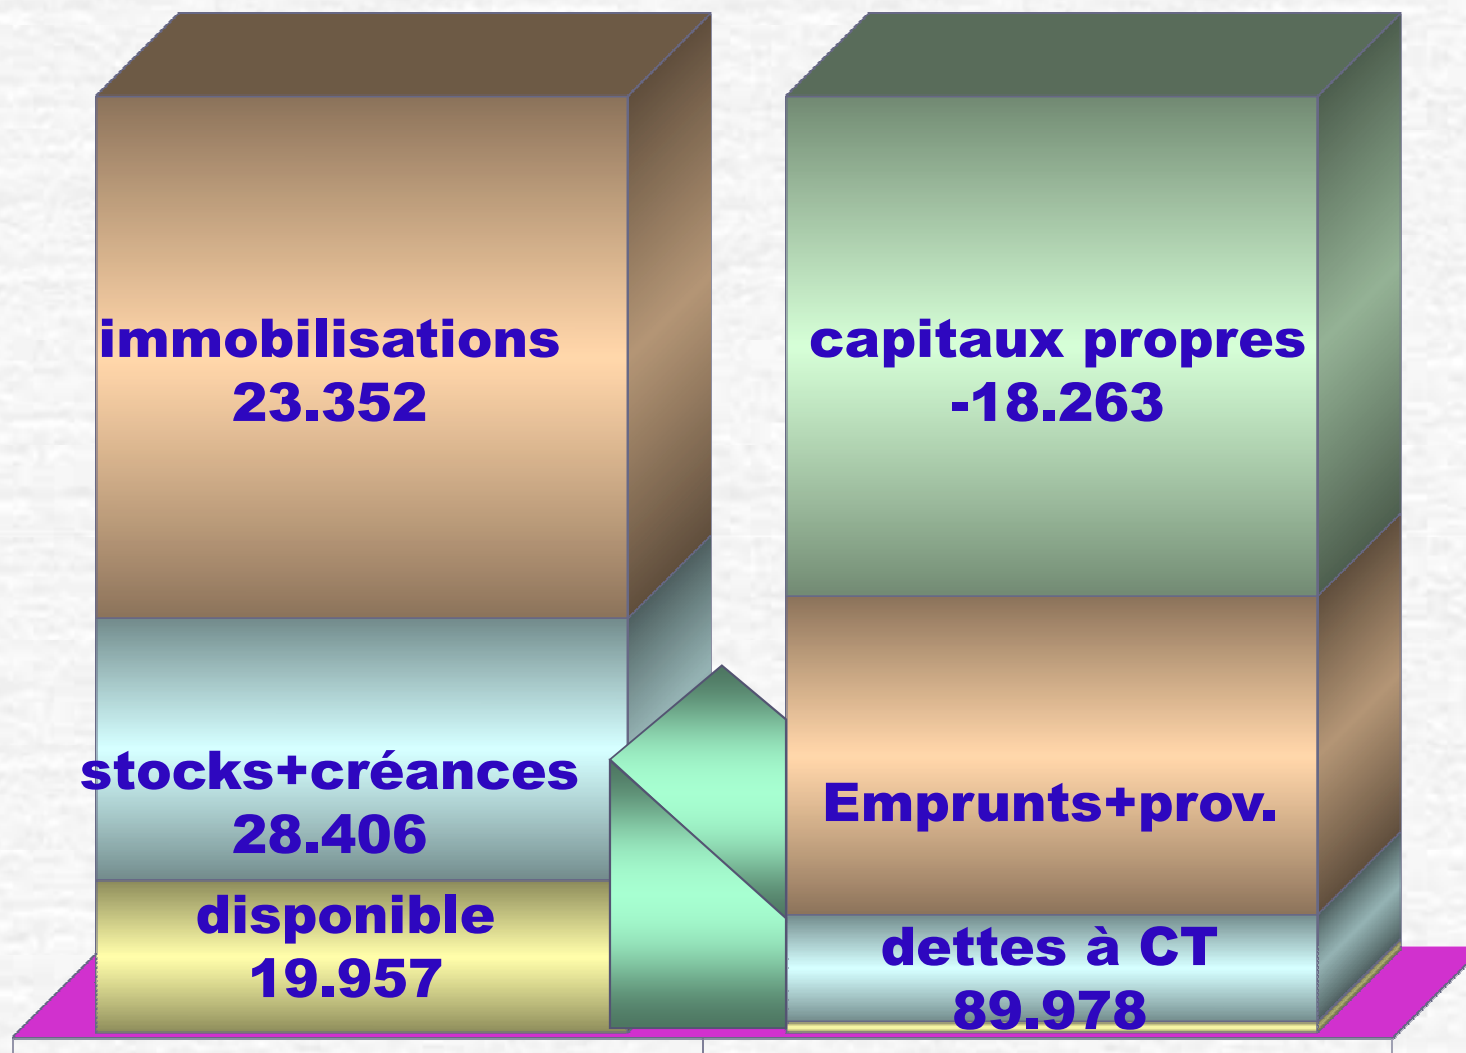 immobilisations
23.352
stocks+créances
28.406
disponible
19.957
capitaux propres
-18.263
Emprunts+prov.
dettes à CT
89.978